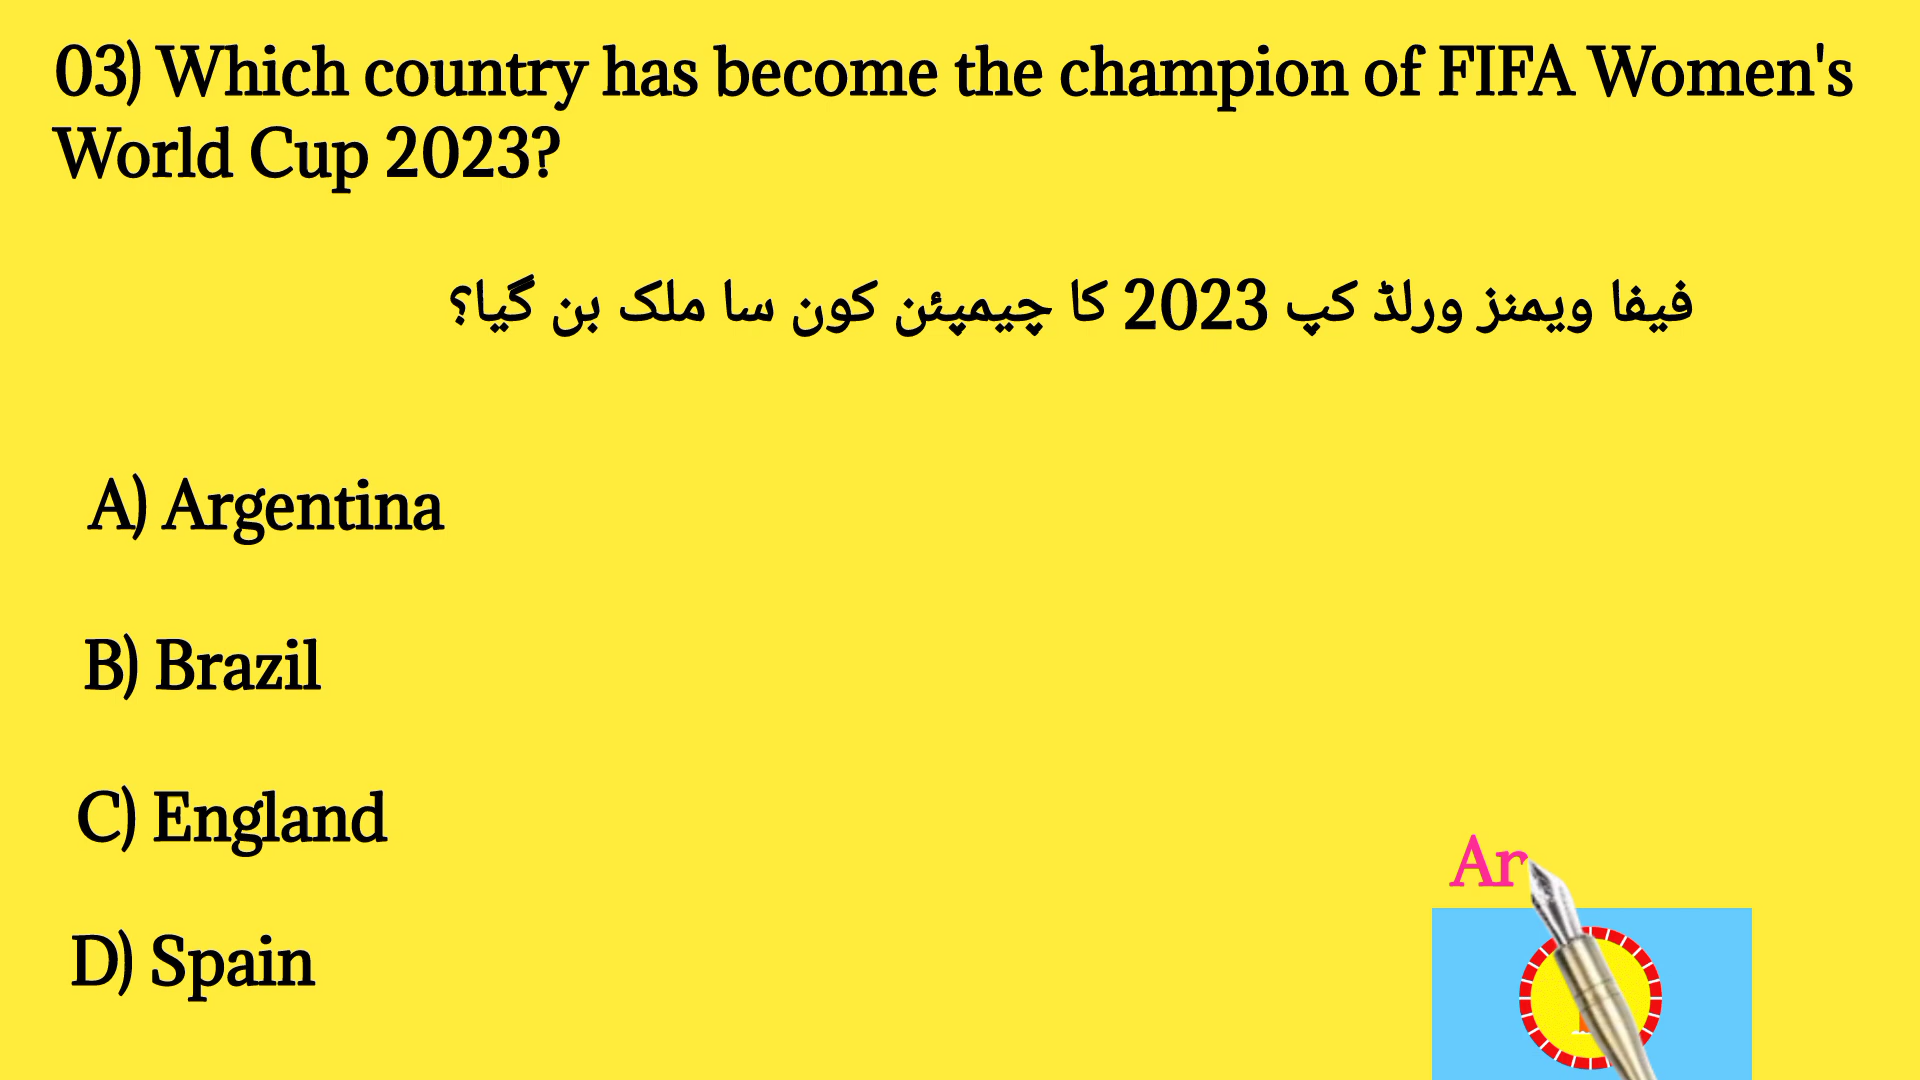 03) Which country has become the champion of FIFA Women's
World Cup 2023?
فیفا ویمنز ورلڈ کپ 2023 کا چیمپئن کون سا ملک بن گیا؟
A) Argentina
B) Brazil
C) England
D) Spain
Ar